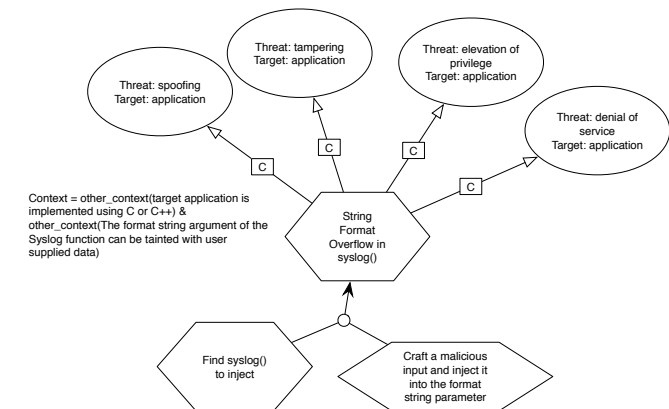 Threat: tampering
Target: application
Threat: elevation of
privilege
Target: application
Threat: spoofing
Target: application
Threat: denial of
service
Target: application
C
C
C
C
Context = other_context(target application is
implemented using C or C++) &
other_context(The format string argument of the
Syslog function can be tainted with user
supplied data)
String
Format
Overflow in
syslog()
Find syslog()
to inject
Craft a malicious
input and inject it
into the format
string parameter